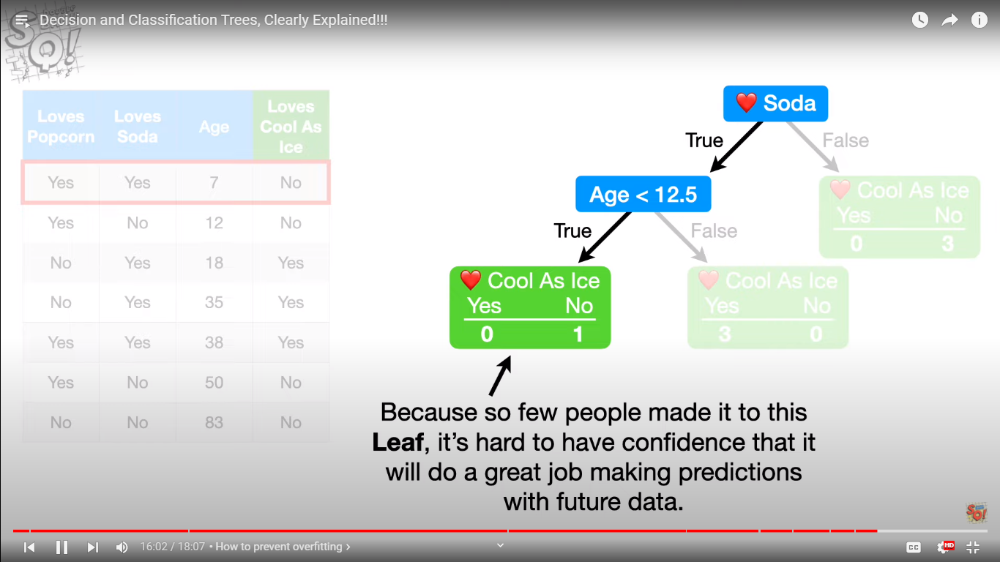 Decision and Classification Trees, Clearly Explained!!!
SQ!
Loves Popcorn Loves Soda Age Loves Cool As Ice
Yes Yes 7 No
Yes No 12 No
No Yes 18 Yes
No Yes 35 Yes
Yes Yes 38 Yes
Yes No 50 No
No No 83 No
❤️ Soda
True False
Age < 12.5
❤️ Cool As Ice
Yes No
0 3
True False
❤️ Cool As Ice
Yes No
0 1
❤️ Cool As Ice
Yes No
3 0
Because so few people made it to this
Leaf, it’s hard to have confidence that it
will do a great job making predictions
with future data.
SQ!
16:02 / 18:07 • How to prevent overfitting ›
CC HD